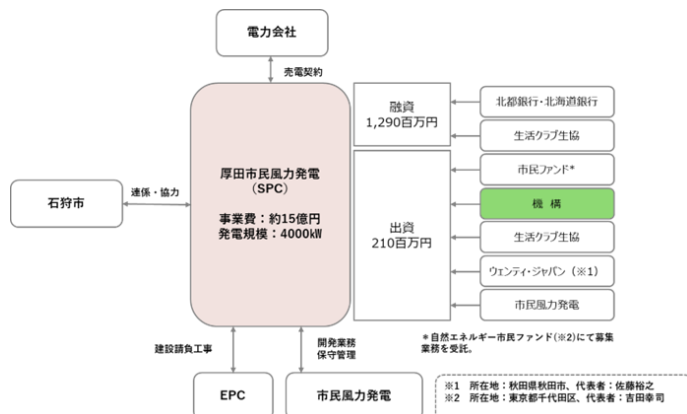 電力会社
売電契約
厚田市民風力発電
(SPC)
事業費：約15億円
発電規模：4000kW
融資
1,290百万円
北都銀行・北海道銀行
生活クラブ生協
出資
210百万円
市民ファンド*
機 構
生活クラブ生協
ウェンティ・ジャパン（※1）
市民風力発電
石狩市
連係・協力
＊自然エネルギー市民ファンド(※2)にて募集
業務を受託。
建設請負工事
開発業務
保守管理
EPC
市民風力発電
※1 所在地：秋田県秋田市、代表者：佐藤裕之
※2 所在地：東京都千代田区、代表者：吉田幸司